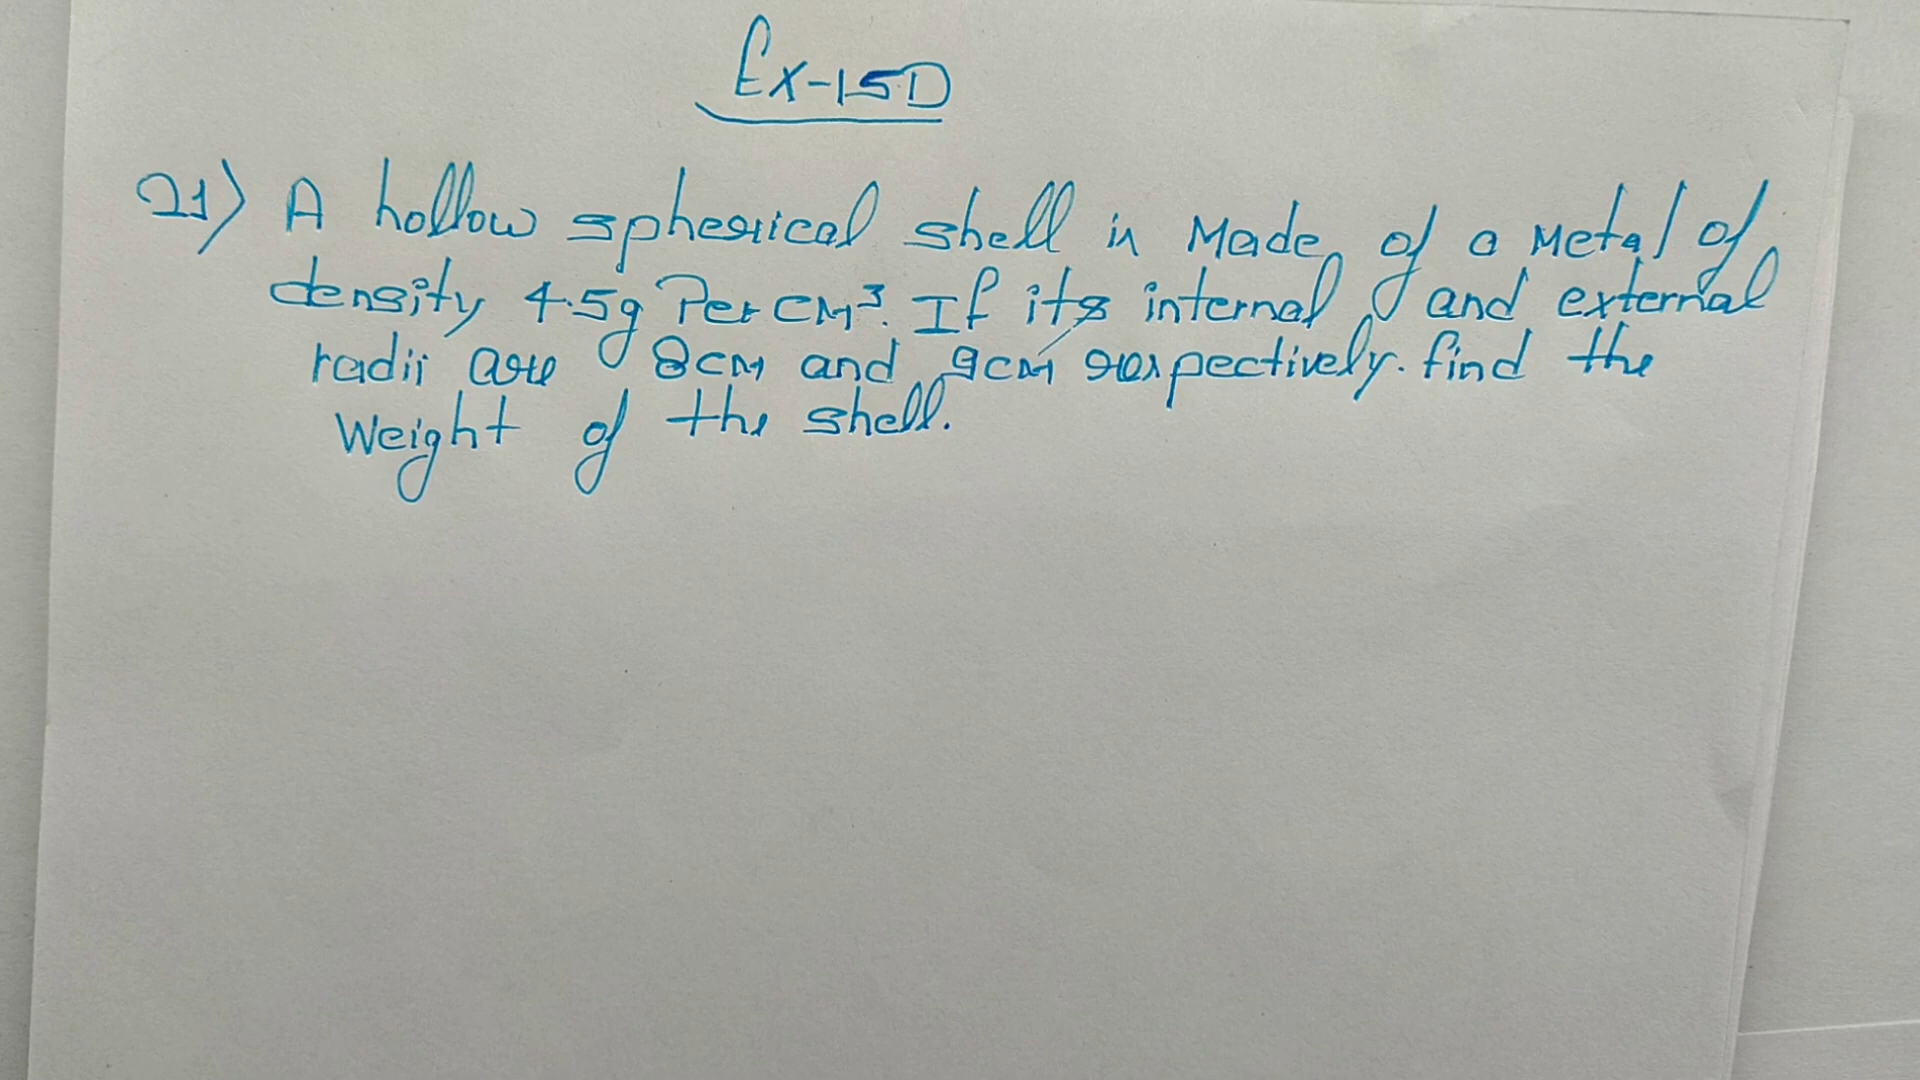 Ex-15D
21) A hollow spherical shell is Made of a Metal of
density 4.5g Per CM³. If its internal and external
radii are 8CM and 9CM respectively. find the
Weight of the shell.